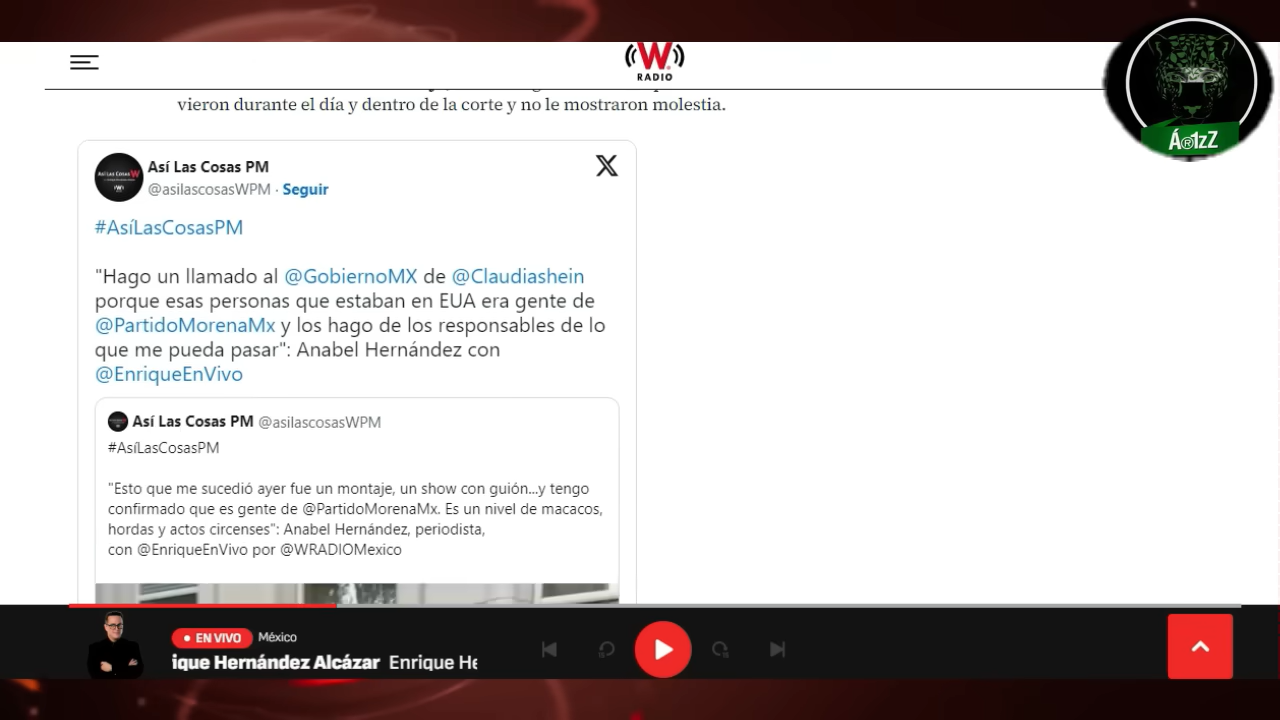 W
RADIO
Á®1zZ
vieron durante el día y dentro de la corte y no le mostraron molestia.
Así Las Cosas PM
@asilascosasWPM · Seguir
#AsíLasCosasPM
"Hago un llamado al @GobiernoMX de @Claudiashein
porque esas personas que estaban en EUA era gente de
@PartidoMorenaMx y los hago de los responsables de lo
que me pueda pasar": Anabel Hernández con
@EnriqueEnVivo
Así Las Cosas PM @asilascosasWPM
#AsíLasCosasPM
"Esto que me sucedió ayer fue un montaje, un show con guión...y tengo
confirmado que es gente de @PartidoMorenaMx. Es un nivel de macacos,
hordas y actos circenses": Anabel Hernández, periodista,
con @EnriqueEnVivo por @WRADIOMexico
• EN VIVO México
ique Hernández Alcázar Enrique He